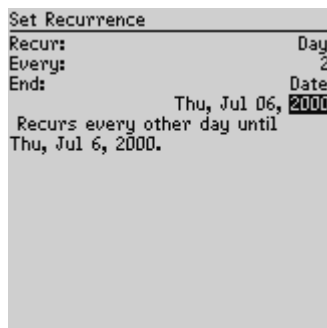 Set Recurrence
Recur: Day
Every: 2
End: Date
Thu, Jul 06, 2000
Recurs every other day until
Thu, Jul 6, 2000.